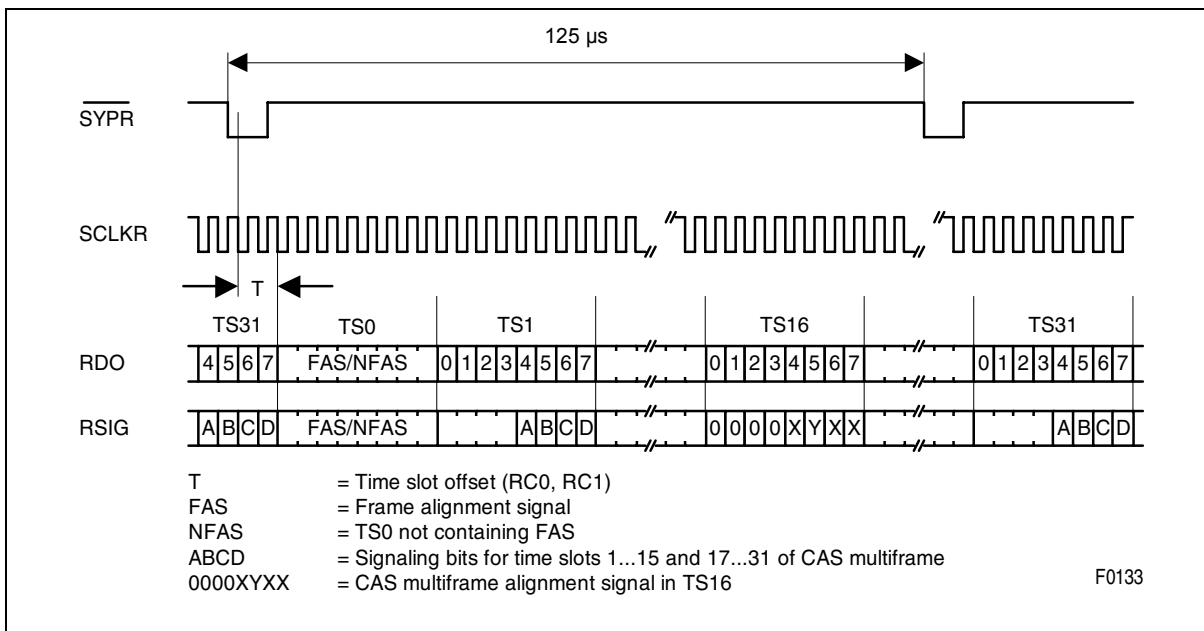 125 µs
SYPR
SCLKR
T
TS31 TS0 TS1 TS16 TS31
RDO 4 5 6 7 FAS/NFAS 0 1 2 3 4 5 6 7 0 1 2 3 4 5 6 7 0 1 2 3 4 5 6 7
RSIG A B C D FAS/NFAS A B C D 0 0 0 0 X Y X X A B C D
T = Time slot offset (RC0, RC1)
FAS = Frame alignment signal
NFAS = TS0 not containing FAS
ABCD = Signaling bits for time slots 1...15 and 17...31 of CAS multiframe
0000XYXX = CAS multiframe alignment signal in TS16
F0133